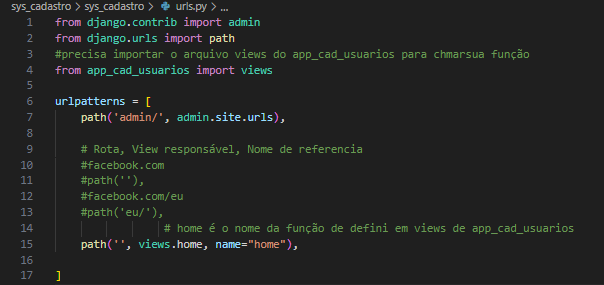 sys_cadastro > sys_cadastro > urls.py > ...
1 from django.contrib import admin
2 from django.urls import path
3 #precisa importar o arquivo views do app_cad_usuarios para chmarsua função
4 from app_cad_usuarios import views
5
6 urlpatterns = [
7     path('admin/', admin.site.urls),
8
9     # Rota, View responsável, Nome de referencia
10     #facebook.com
11     #path(''),
12     #facebook.com/eu
13     #path('eu/'),
14                 # home é o nome da função de defini em views de app_cad_usuarios
15     path('', views.home, name="home"),
16
17 ]